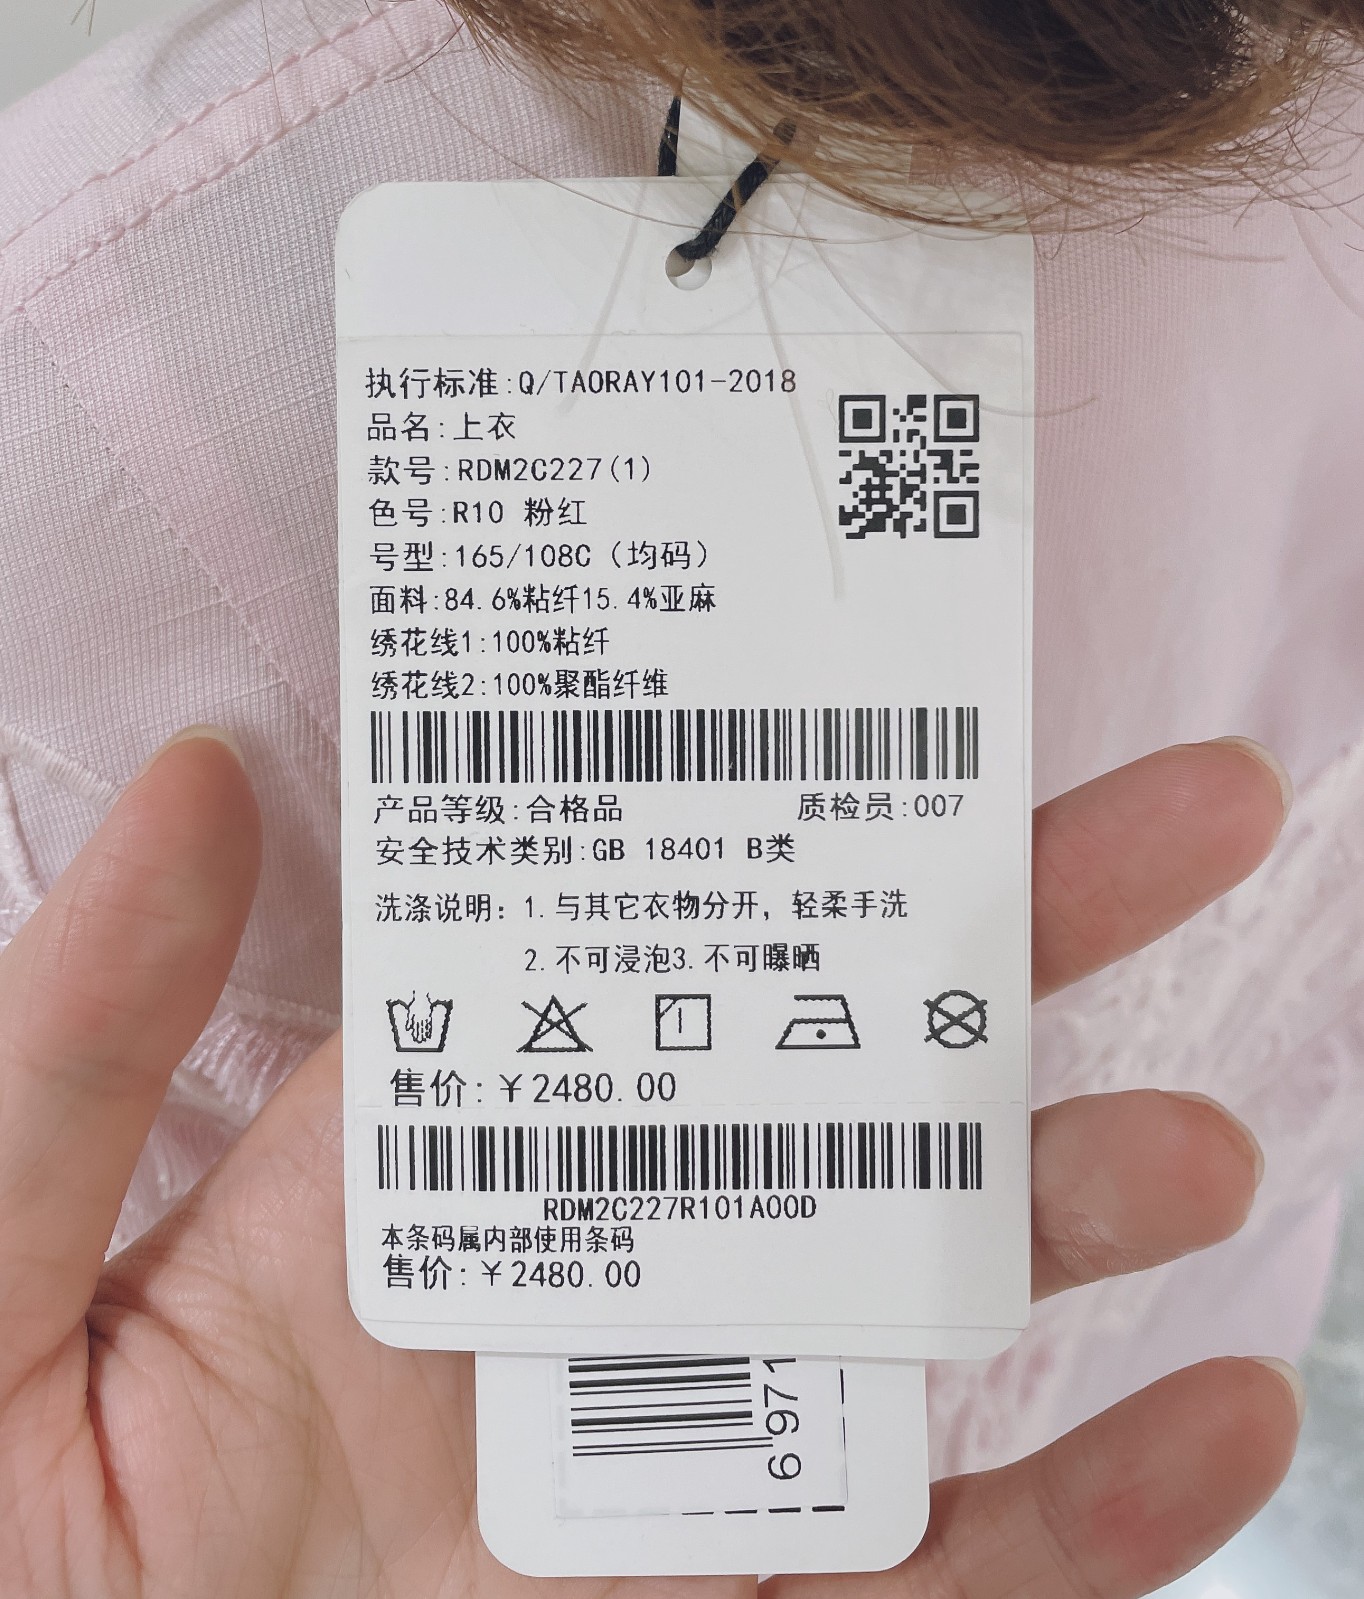 执行标准:Q/TAORAY101-2018
品名:上衣
款号:RDM2C227(1)
色号:R10 粉红
号型:165/108C（均码）
面料:84.6%粘纤15.4%亚麻
绣花线1:100%粘纤
绣花线2:100%聚酯纤维
产品等级:合格品 质检员:007
安全技术类别:GB 18401 B类
洗涤说明：1.与其它衣物分开，轻柔手洗
2.不可浸泡3.不可曝晒
售价:¥2480.00
RDM2C227R101A00D
本条码属内部使用条码
售价:¥2480.00
6971